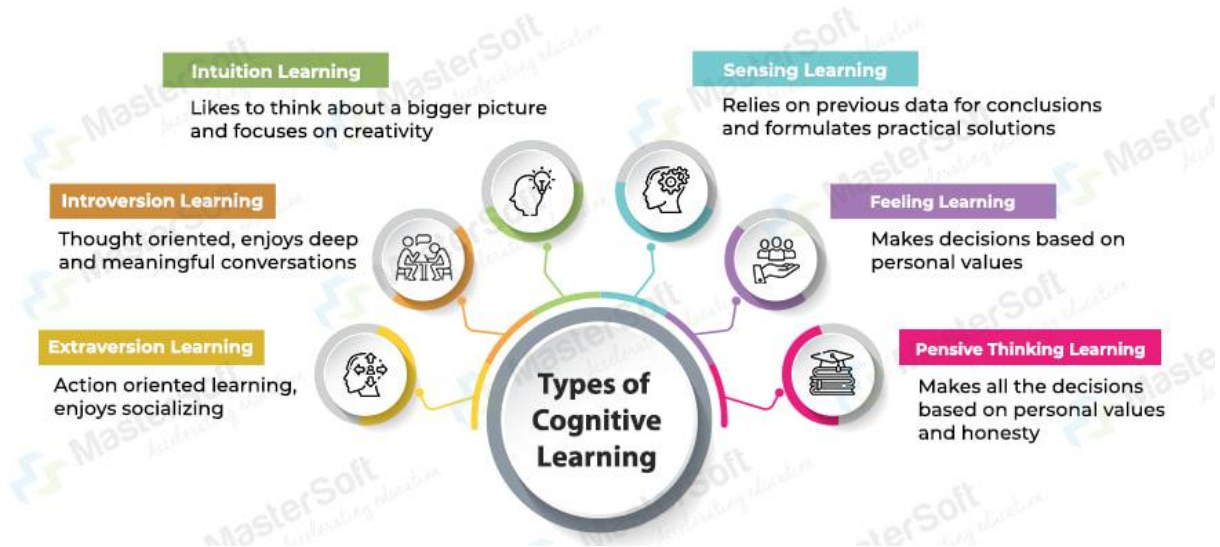 Intuition Learning
Likes to think about a bigger picture
and focuses on creativity
Sensing Learning
Relies on previous data for conclusions
and formulates practical solutions
Introversion Learning
Thought oriented, enjoys deep
and meaningful conversations
Feeling Learning
Makes decisions based on
personal values
Extraversion Learning
Action oriented learning,
enjoys socializing
Pensive Thinking Learning
Makes all the decisions
based on personal values
and honesty
Types of
Cognitive
Learning
MasterSoft
accelerating education